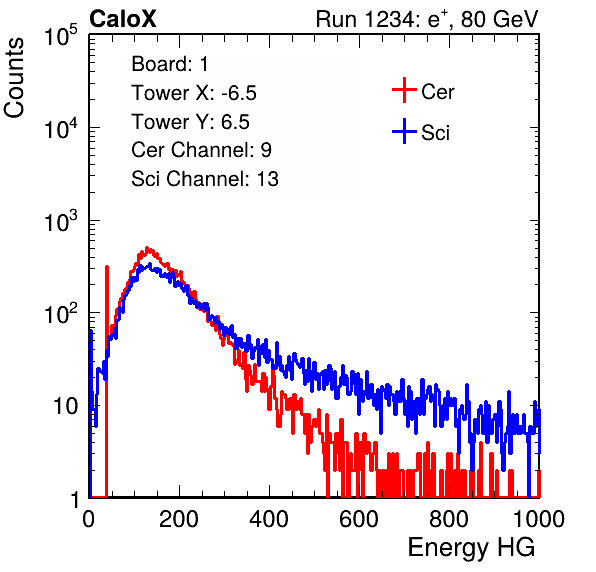 CaloX Run 1234: e⁺, 80 GeV
Counts
10⁵
10⁴
10³
10²
10
1
Board: 1
Tower X: -6.5
Tower Y: 6.5
Cer Channel: 9
Sci Channel: 13
Cer
Sci
0 200 400 600 800 1000
Energy HG